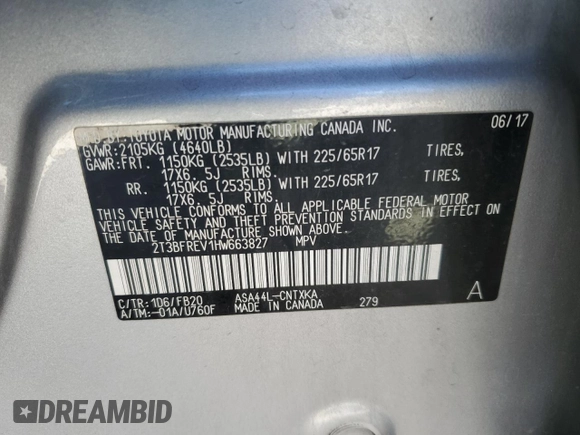 MFD. BY: TOYOTA MOTOR MANUFACTURING CANADA INC. 06/17
GVWR: 2105KG (4640LB)
GAWR: FRT. 1150KG (2535LB) WITH 225/65R17 TIRES,
17X6. 5J RIMS.
RR. 1150KG (2535LB) WITH 225/65R17 TIRES,
17X6. 5J RIMS.
THIS VEHICLE CONFORMS TO ALL APPLICABLE FEDERAL MOTOR
VEHICLE SAFETY AND THEFT PREVENTION STANDARDS IN EFFECT
ON THE DATE OF MANUFACTURE SHOWN ABOVE.
2T3BFREV1HW663827 MPV
C/TR: 1D6/FB20 ASA44L-CNTXKA 279 A
A/TM:-01A/U760F MADE IN CANADA
DREAMBID